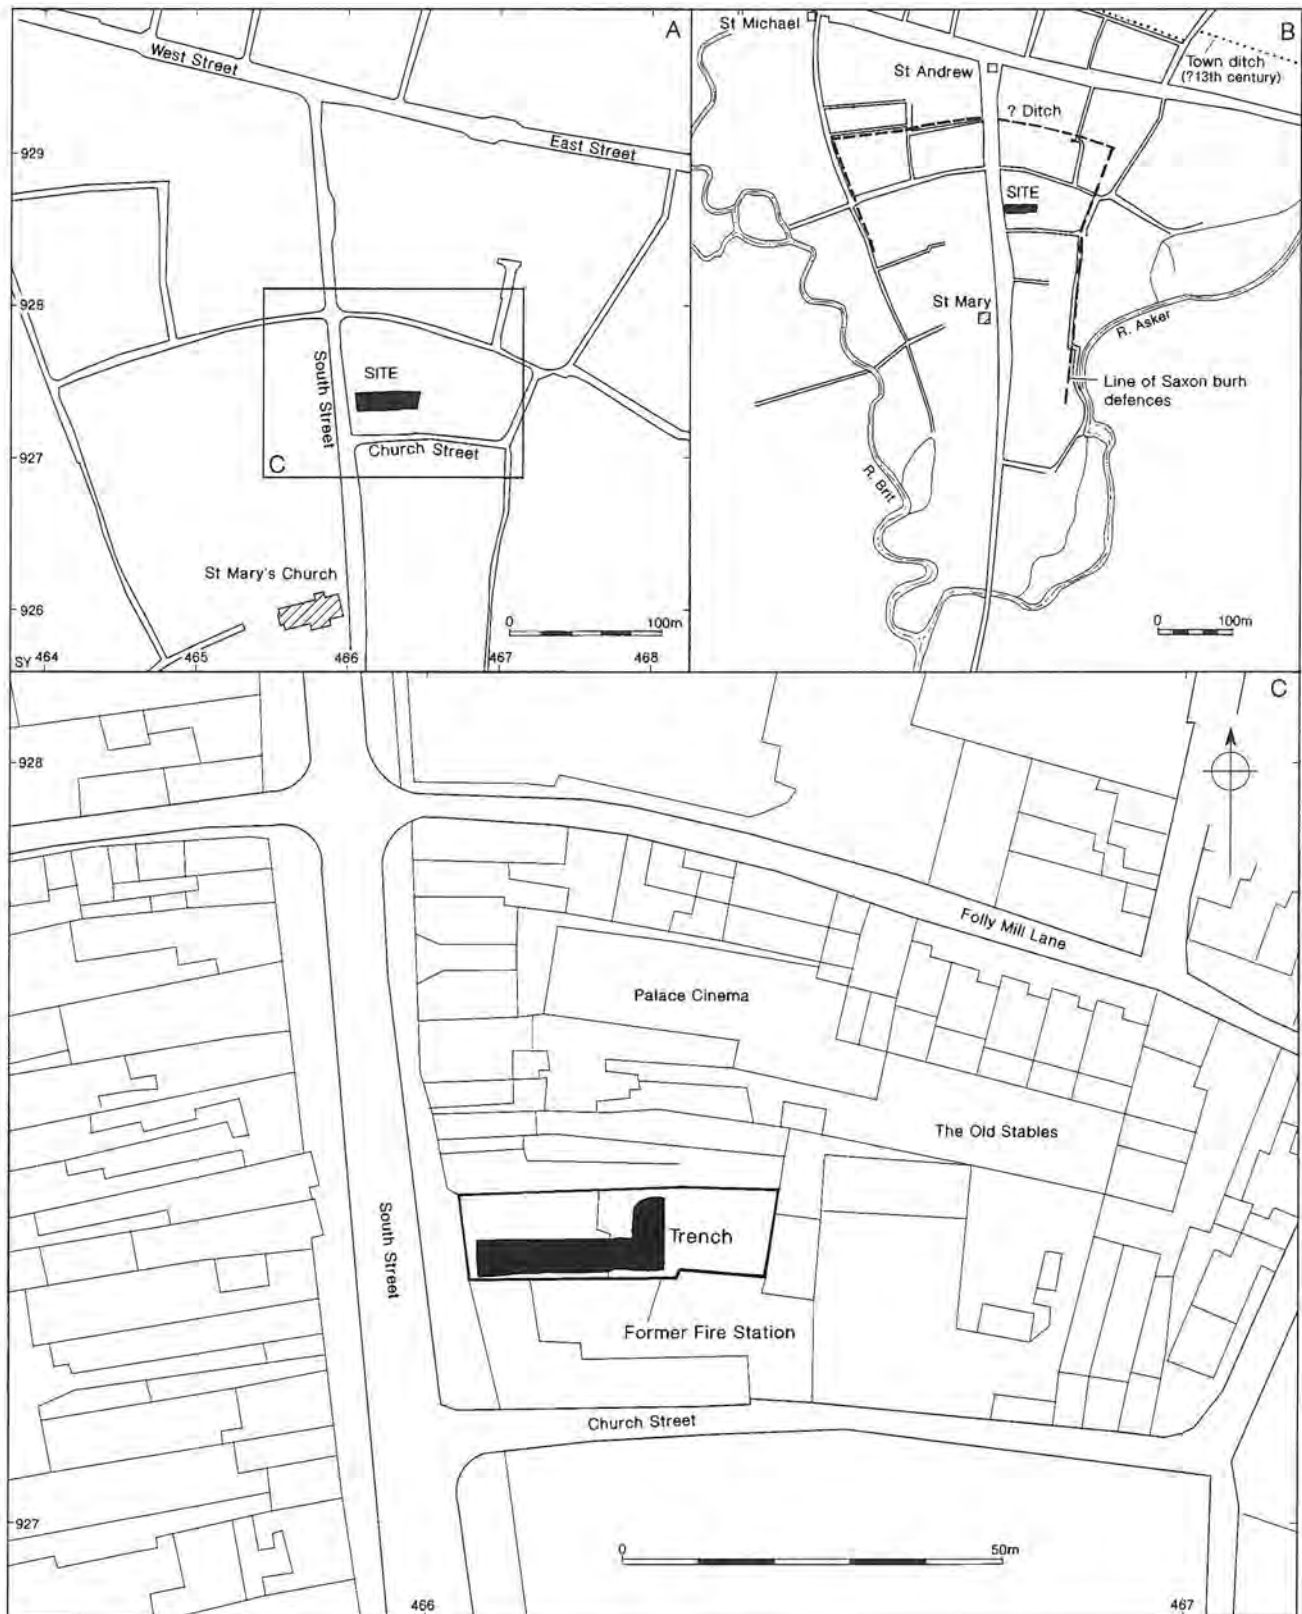 A
West Street
East Street
929
928
SITE
South Street
Church Street
C
927
St Mary's Church
926
0 100m
SY 464 465 466 467 468
B
St Michael
Town ditch
(?13th century)
St Andrew
? Ditch
SITE
St Mary
R. Asker
Line of Saxon burh
defences
R. Brit
0 100m
C
928
Folly Mill Lane
Palace Cinema
The Old Stables
South Street
Trench
Former Fire Station
Church Street
927
0 50m
466 467